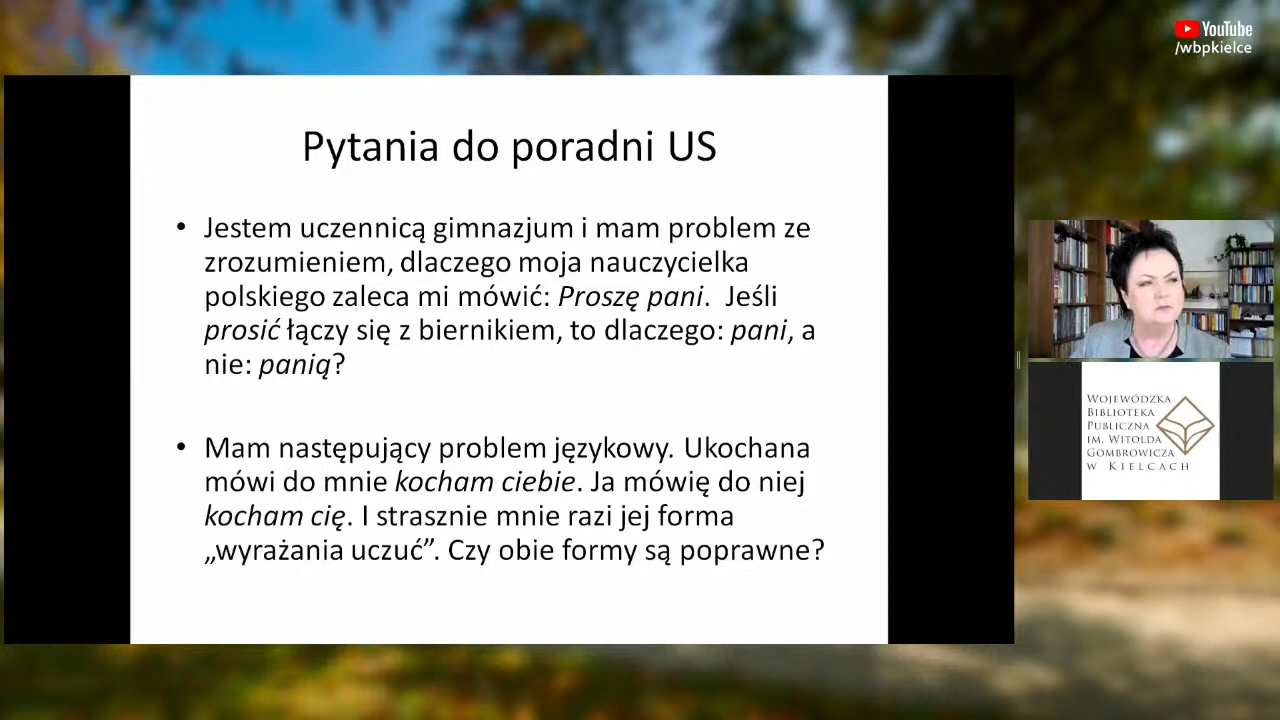 YouTube
/wbpkielce
Pytania do poradni US
• Jestem uczennicą gimnazjum i mam problem ze
zrozumieniem, dlaczego moja nauczycielka
polskiego zaleca mi mówić: Proszę pani. Jeśli
prosić łączy się z biernikiem, to dlaczego: pani, a
nie: panią?
• Mam następujący problem językowy. Ukochana
mówi do mnie kocham ciebie. Ja mówię do niej
kocham cię. I strasznie mnie razi jej forma
„wyrażania uczuć”. Czy obie formy są poprawne?
Wojewódzka
Biblioteka
Publiczna
im. Witolda
Gombrowicza
w Kielcach